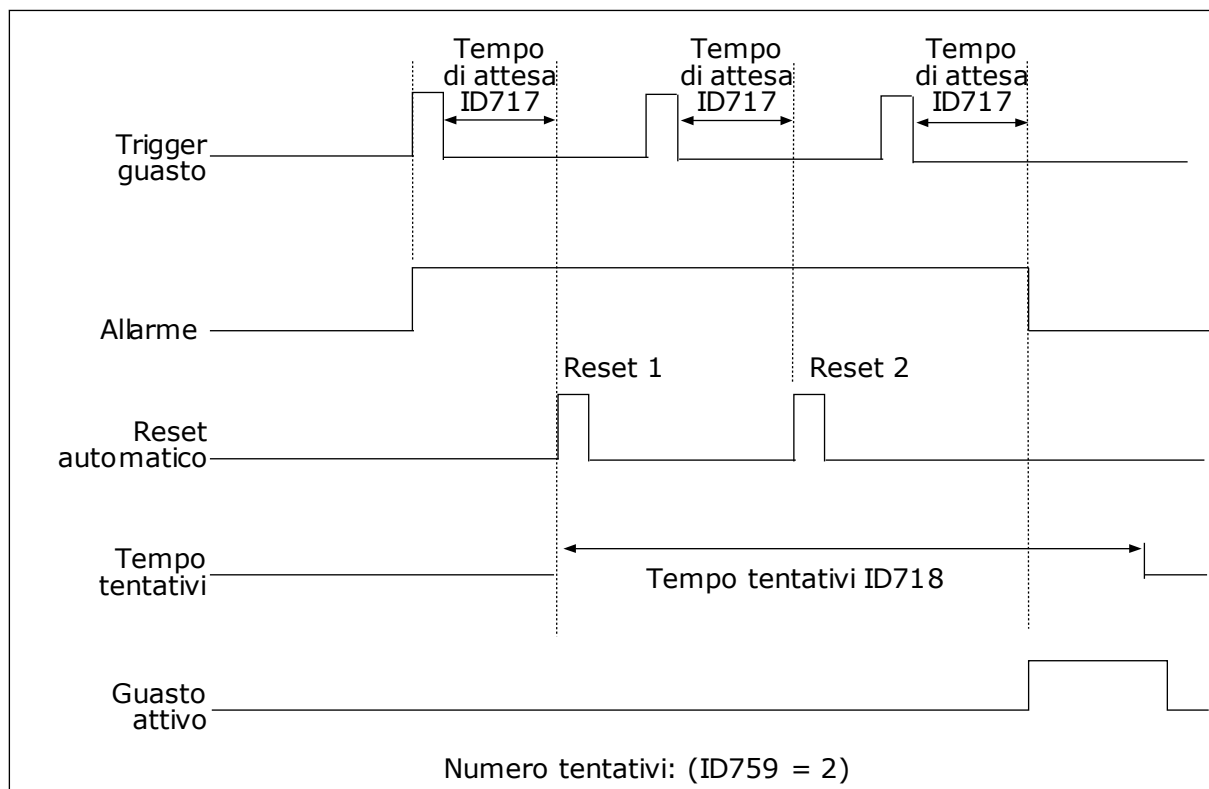 Tempo
di attesa
ID717
Tempo
di attesa
ID717
Tempo
di attesa
ID717
Trigger
guasto
Allarme
Reset 1
Reset 2
Reset
automatico
Tempo
tentativi
Tempo tentativi ID718
Guasto
attivo
Numero tentativi: (ID759 = 2)